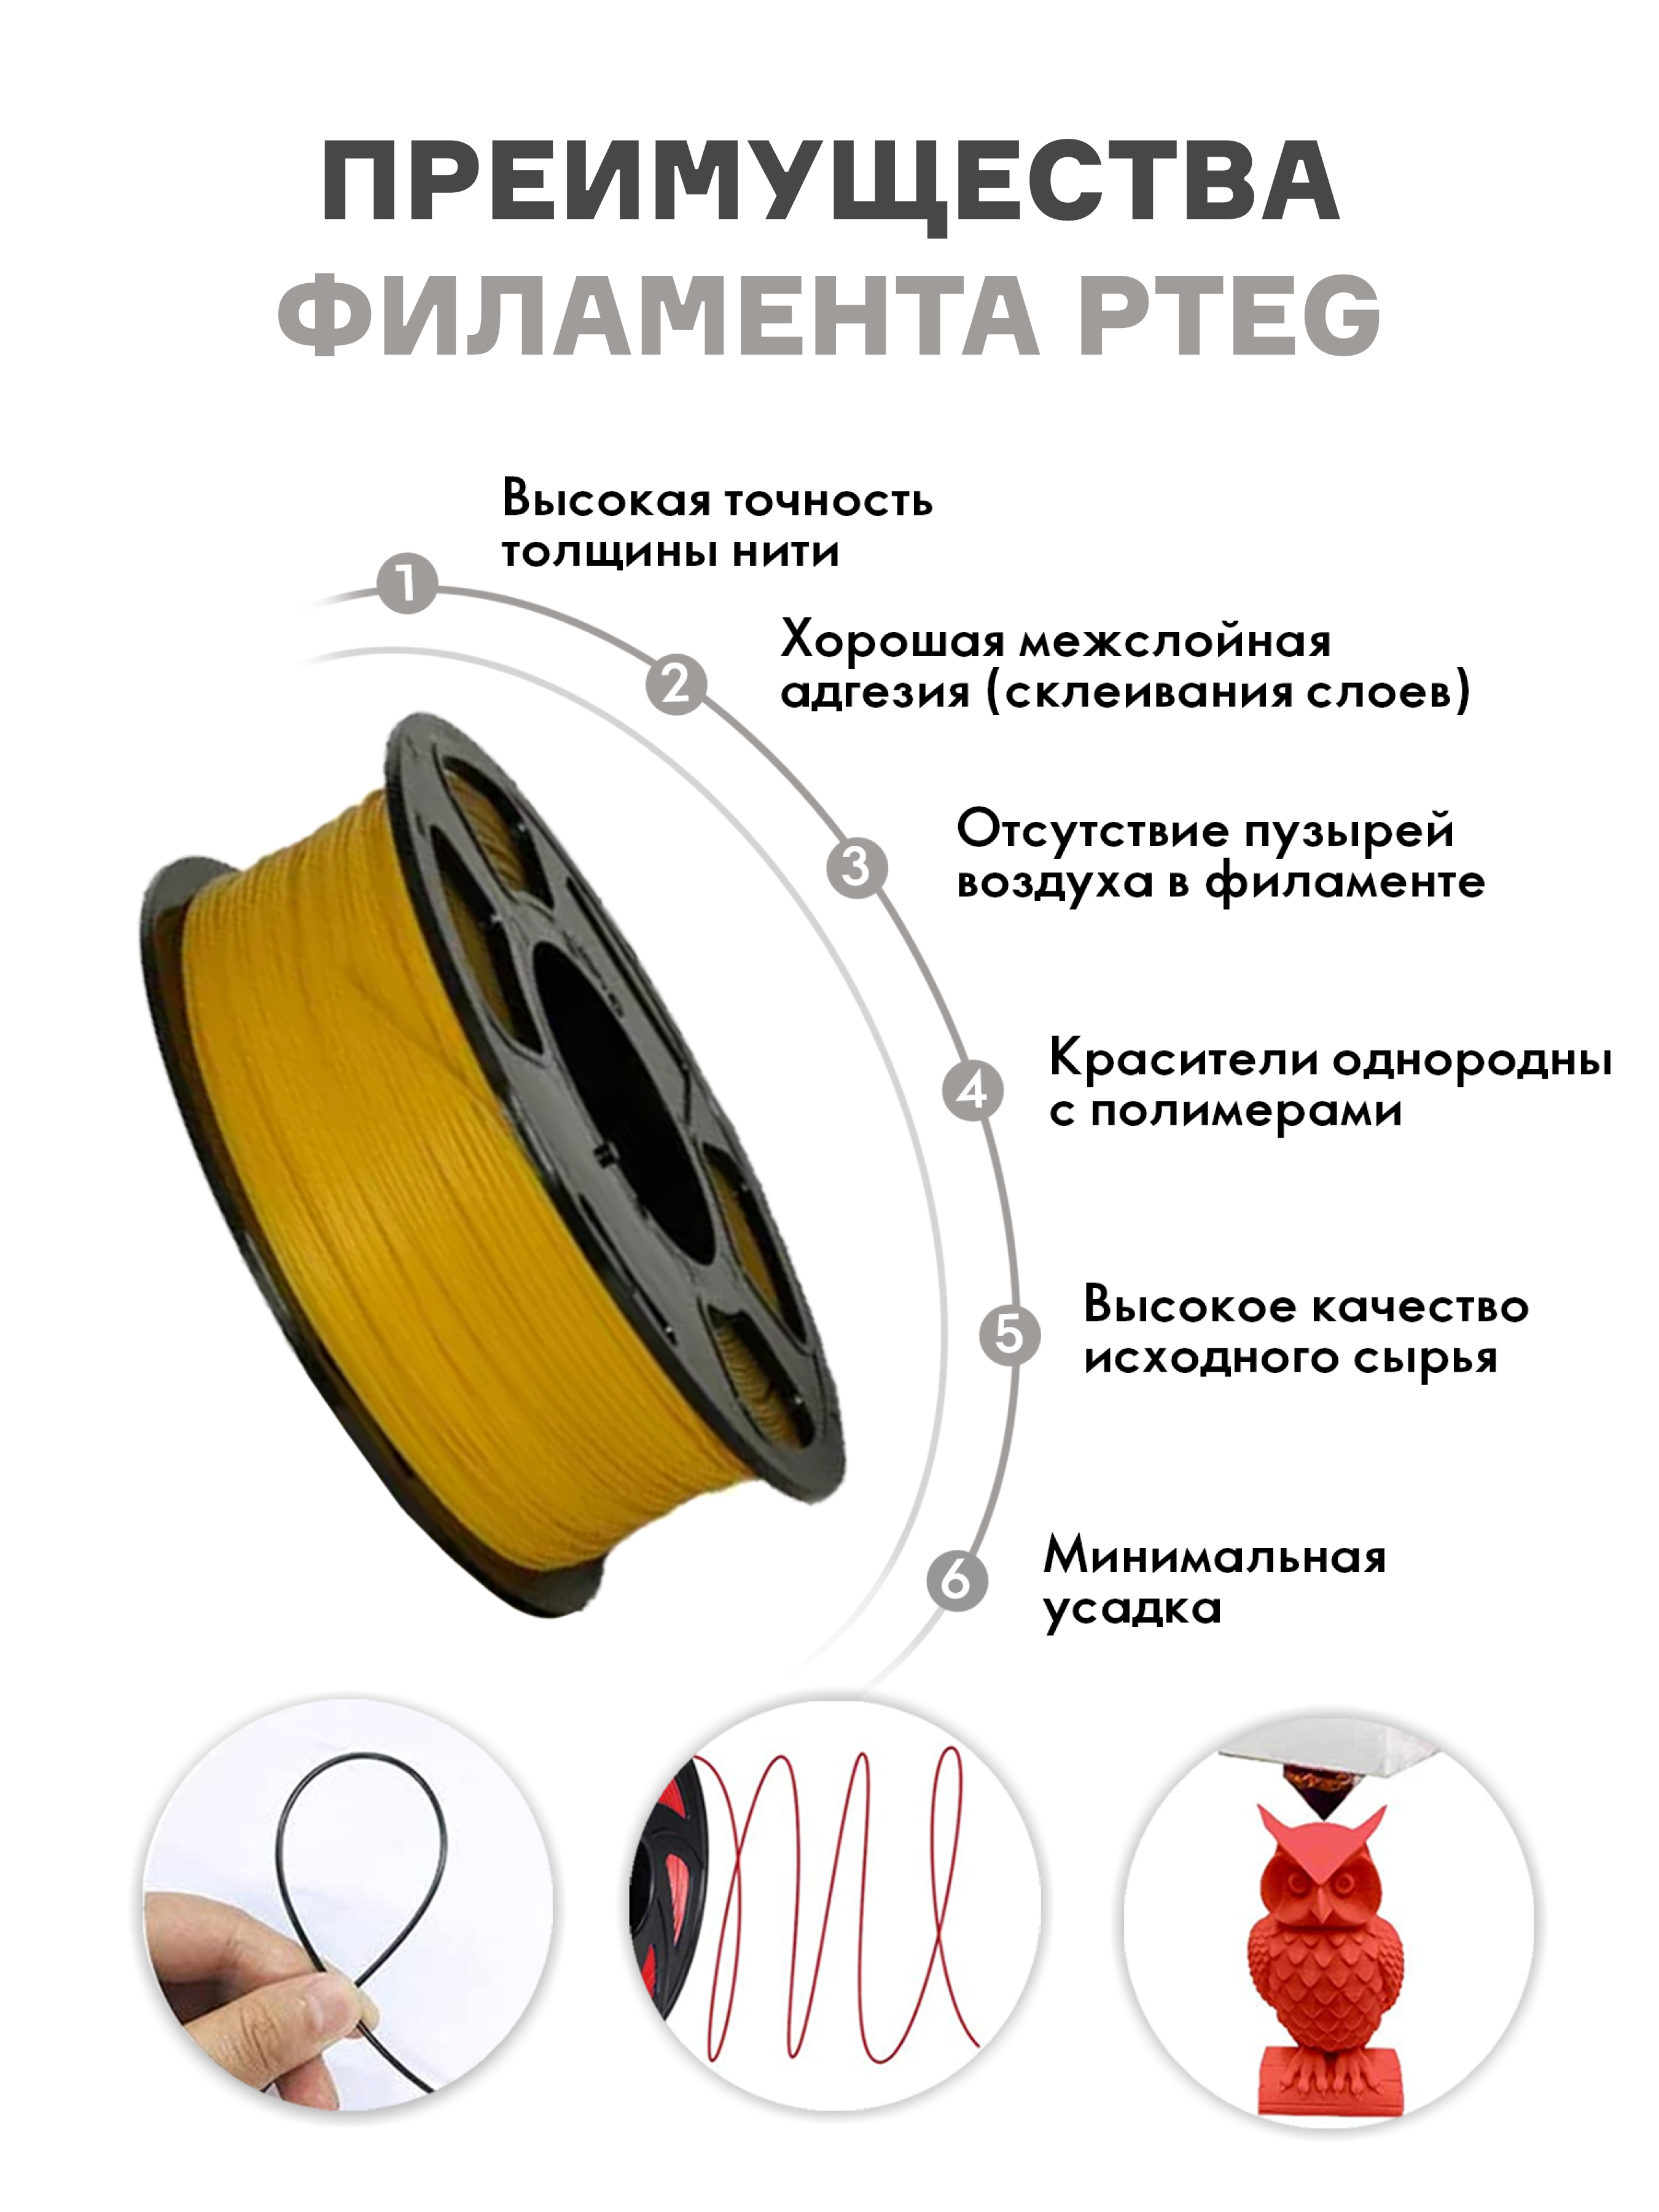 ПРЕИМУЩЕСТВА
ФИЛАМЕНТА PTEG
1
Высокая точность
толщины нити
2
Хорошая межслойная
адгезия (склеивания слоев)
3
Отсутствие пузырей
воздуха в филаменте
4
Красители однородны
с полимерами
5
Высокое качество
исходного сырья
6
Минимальная
усадка